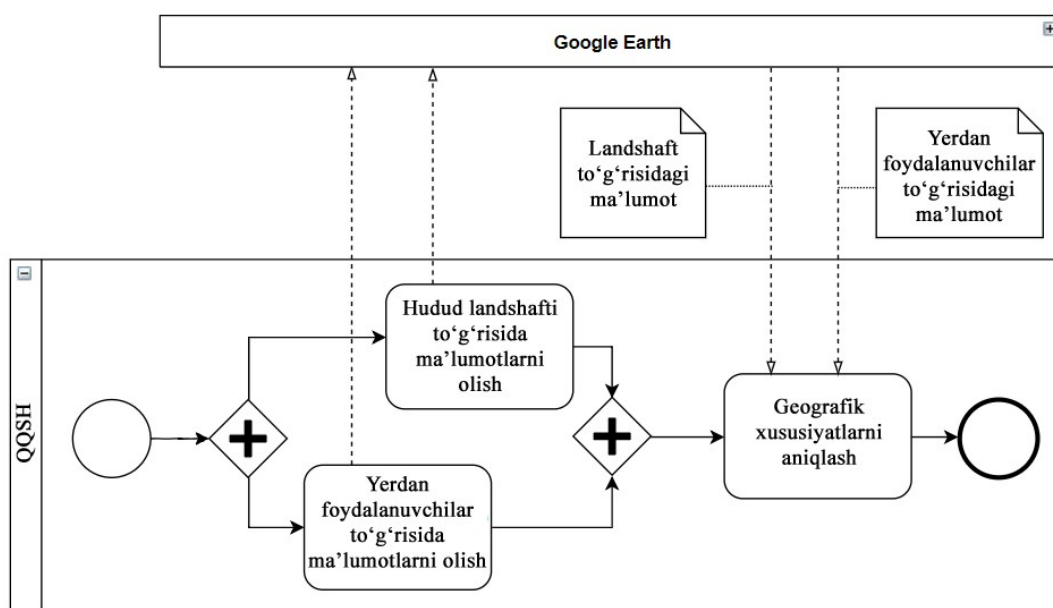 Google Earth
Landshaft
to‘g‘risidagi
ma’lumot
Yerdan
foydalanuvchilar
to‘g‘risidagi
ma’lumot
QQSH
Hudud landshafti
to‘g‘risida
ma’lumotlarni
olish
Yerdan
foydalanuvchilar
to‘g‘risida
ma’lumotlarni olish
Geografik
xususiyatlarni
aniqlash